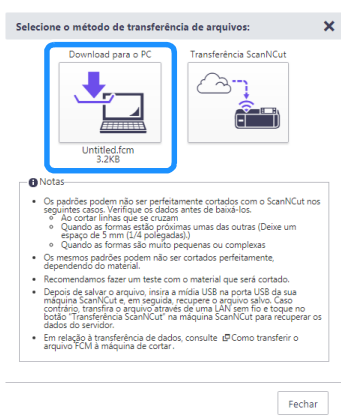 Selecione o método de transferência de arquivos:
Download para o PC
Transferência ScanNCut
Untitled.fcm
3.2KB
Notas
Os padrões podem não ser perfeitamente cortados com o ScanNCut nos
seguintes casos. Verifique os dados antes de baixá-los.
Ao cortar linhas que se cruzam
Quando as formas estão próximas umas das outras (Deixe um
espaço de 5 mm (1/4 polegadas).)
Quando as formas são muito pequenas ou complexas
Os mesmos padrões podem não ser cortados perfeitamente,
dependendo do material.
Recomendamos fazer um teste com o material que será cortado.
Depois de salvar o arquivo, insira a mídia USB na porta USB da sua
máquina ScanNCut e, em seguida, recupere o arquivo salvo. Caso
contrário, transfira o arquivo através de uma LAN sem fio e toque no
botão "Transferência ScanNCut" na máquina ScanNCut para recuperar os
dados do servidor.
Em relação à transferência de dados, consulte Como transferir o
arquivo FCM à máquina de cortar.
Fechar